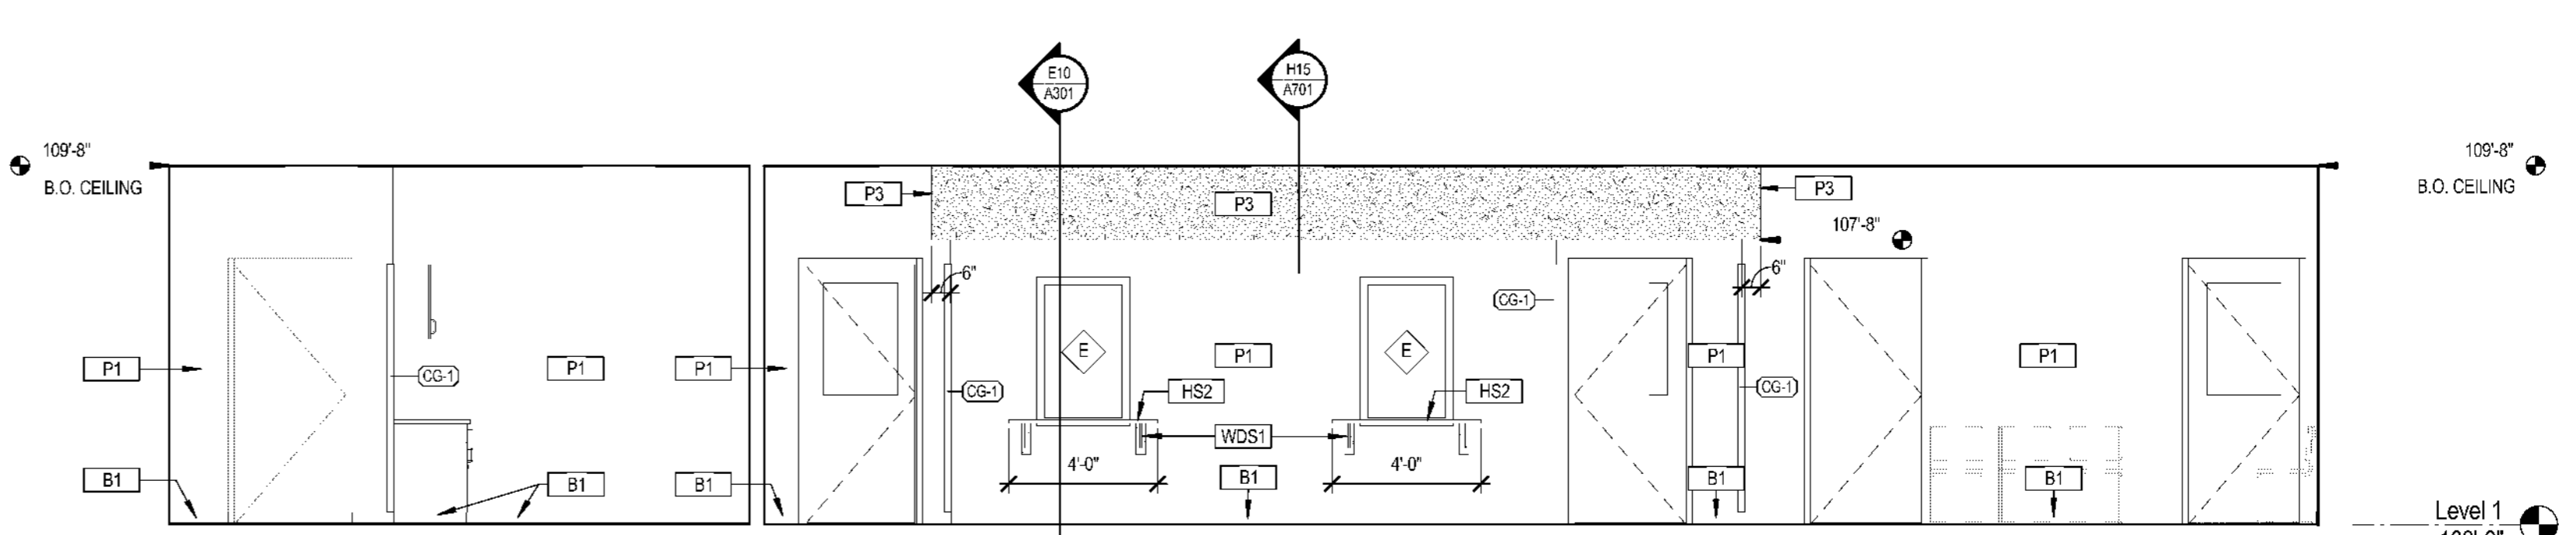 E10
A301
H15
A701
109'-8"
B.O. CEILING
109'-8"
B.O. CEILING
P3
P3
P3
107'-8"
6"
6"
CG-1
E
E
P1
P1
P1
P1
P1
P1
CG-1
CG-1
HS2
HS2
CG-1
WDS1
4'-0"
4'-0"
B1
B1
B1
B1
B1
B1
Level 1